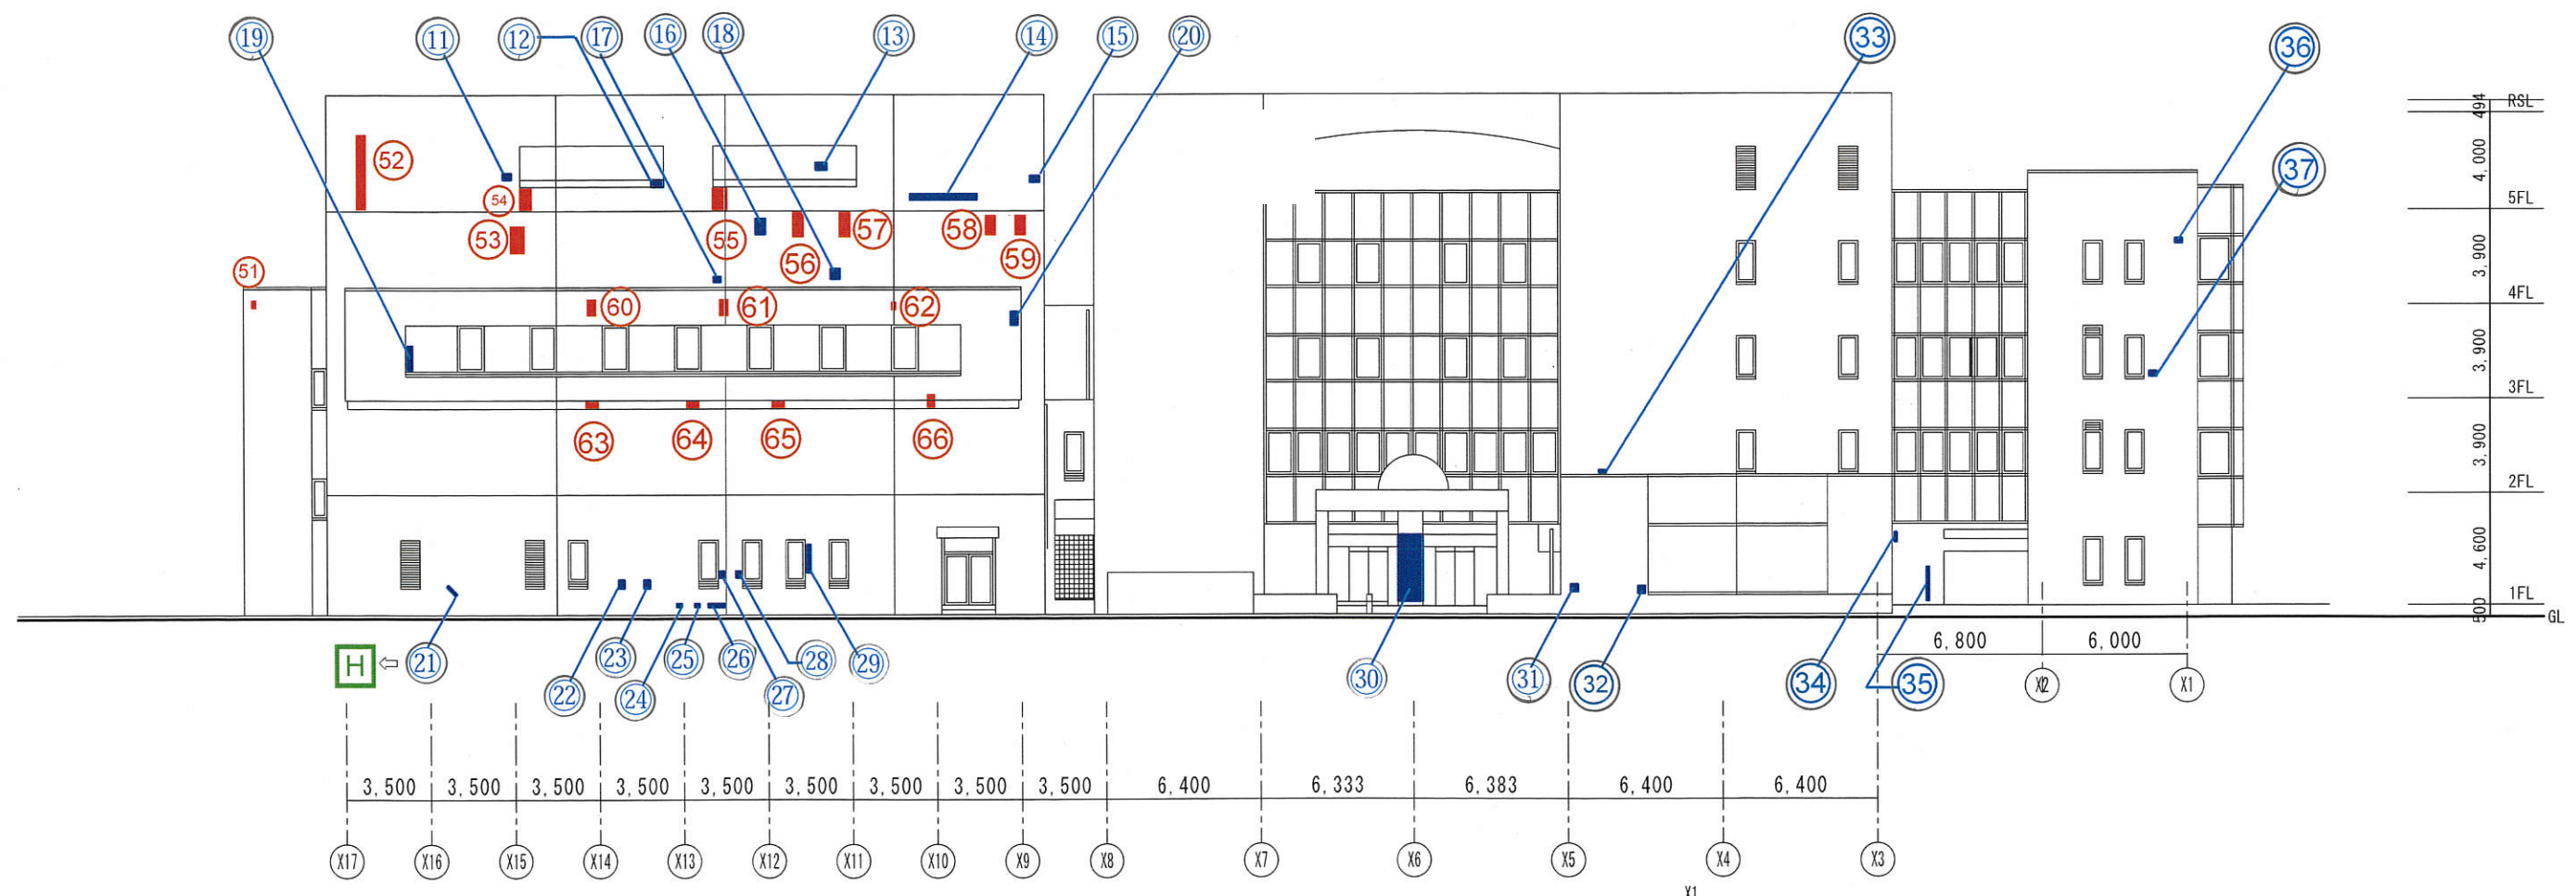 19 11 12 17 16 18 13 14 15 20 33 36
37
RSL
494
4,000
5FL
3,900
4FL
3,900
3FL
3,900
2FL
4,600
1FL
500
GL
52
54
53 55 56 57 58 59
51
60 61 62
63 64 65 66
H ⇦ 21 22 23 24 25 26 27 28 29 30 31 32 34 35
6,800 6,000
X2 X1
3,500 3,500 3,500 3,500 3,500 3,500 3,500 3,500 3,500 6,400 6,333 6,383 6,400 6,400
X17 X16 X15 X14 X13 X12 X11 X10 X9 X8 X7 X6 X5 X4 X3
X1